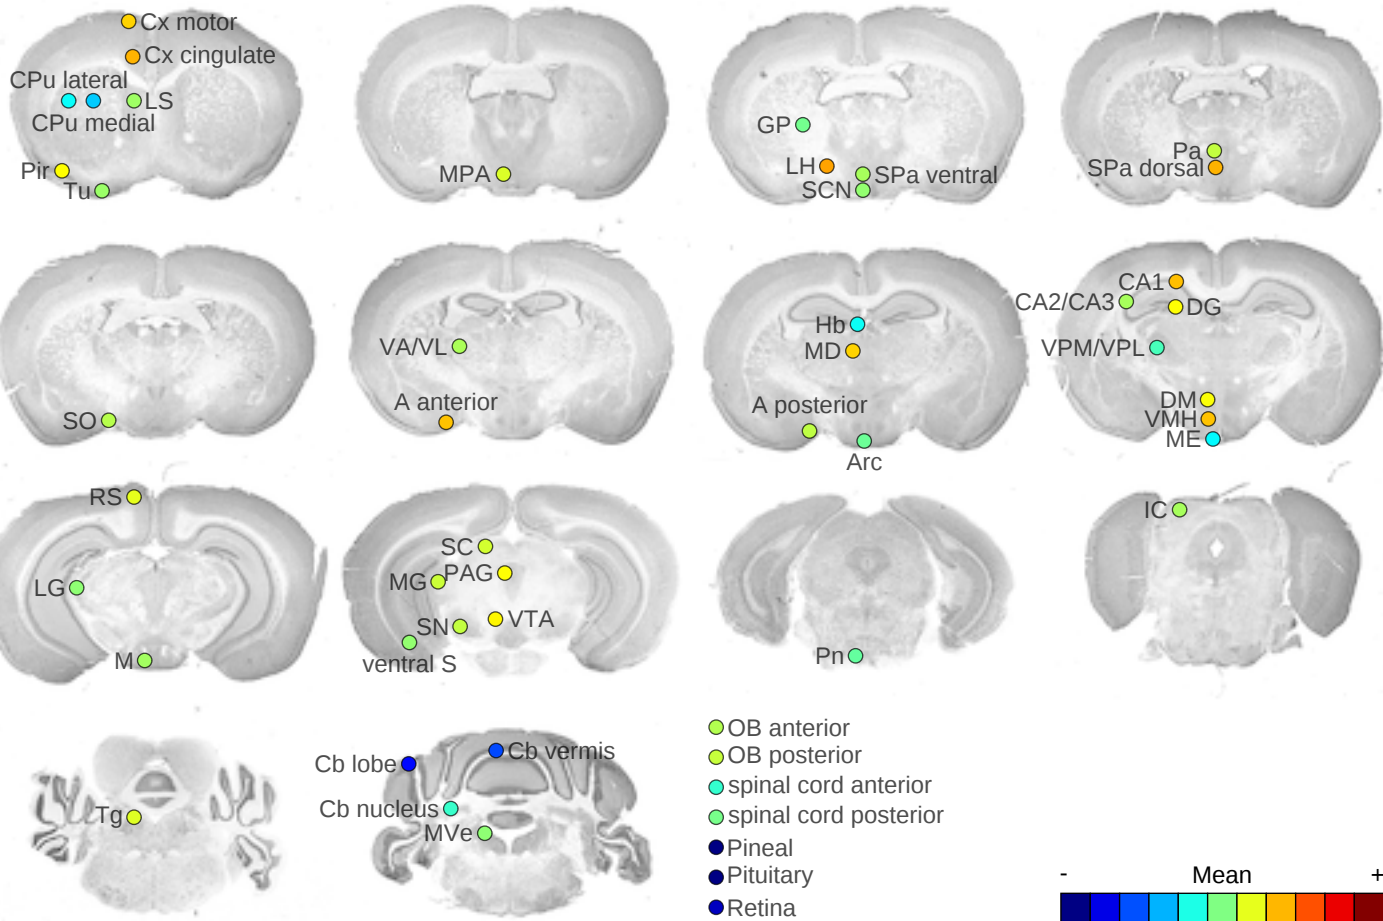 Cx motor
Cx cingulate
CPu lateral
LS
CPu medial
Pir
Tu
MPA
GP
LH
SPa ventral
SCN
Pa
SPa dorsal
SO
VA/VL
A anterior
Hb
MD
A posterior
Arc
CA1
CA2/CA3
DG
VPM/VPL
DM
VMH
ME
RS
LG
M
SC
MG
PAG
SN
VTA
ventral S
Pn
IC
Tg
Cb lobe
Cb vermis
Cb nucleus
MVe
OB anterior
OB posterior
spinal cord anterior
spinal cord posterior
Pineal
Pituitary
Retina
- Mean +